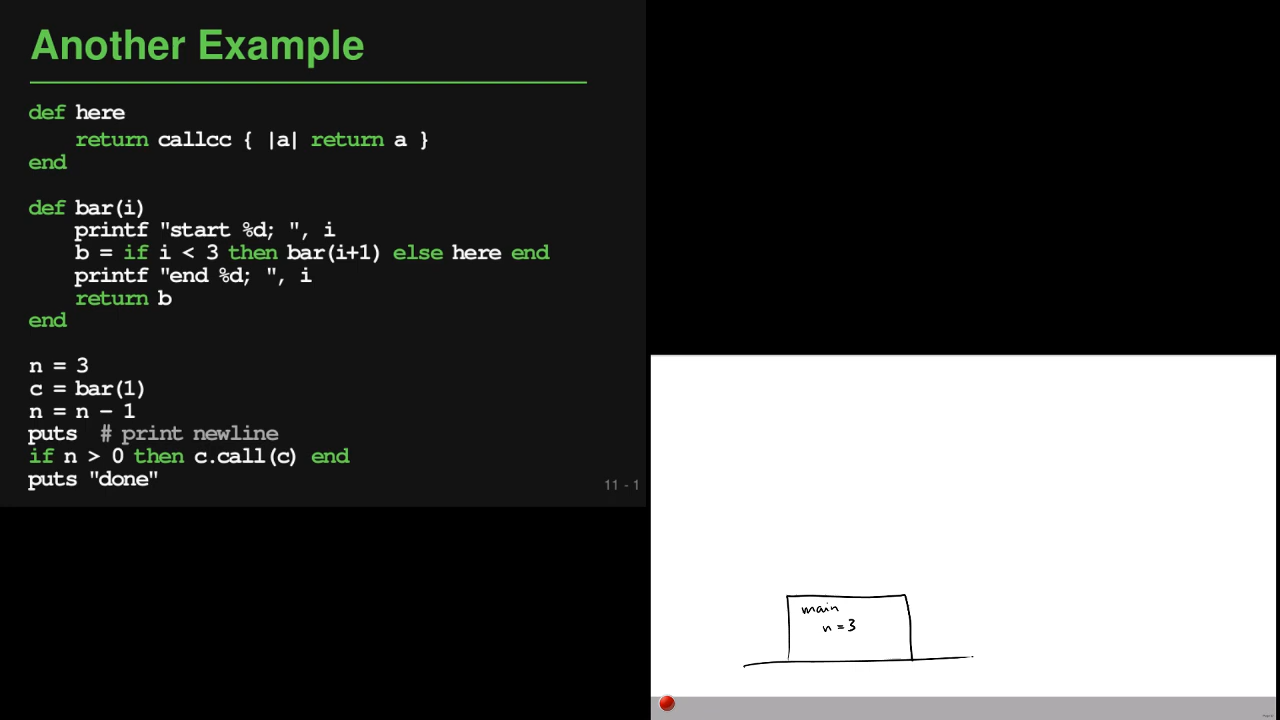 Another Example
def here
    return callcc { |a| return a }
end
def bar(i)
    printf "start %d; ", i
    b = if i < 3 then bar(i+1) else here end
    printf "end %d; ", i
    return b
end
n = 3
c = bar(1)
n = n − 1
puts  # print newline
if n > 0 then c.call(c) end
puts "done"
11 - 1
main
n = 3